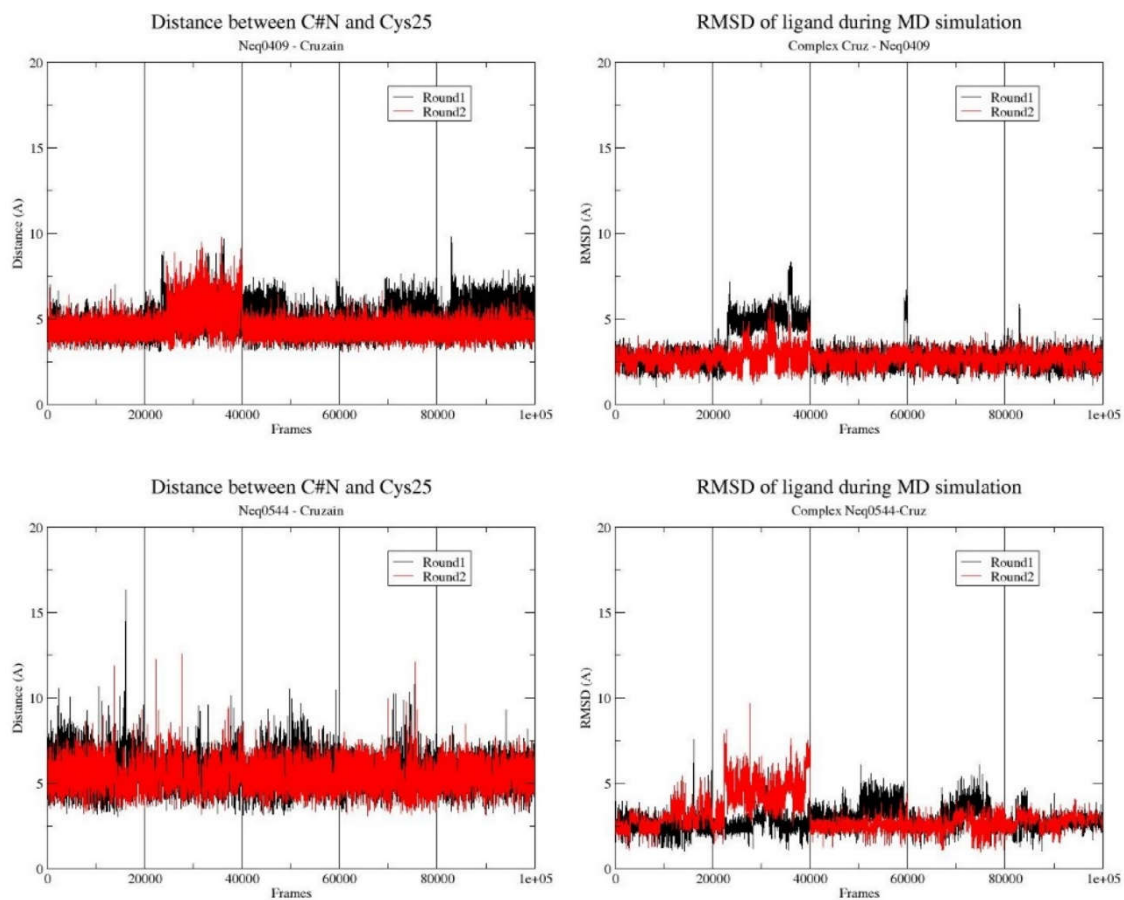 Distance between C#N and Cys25
Neq0409 - Cruzain
20
15
10
5
0
Distance (A)
Round1
Round2
0 20000 40000 60000 80000 1e+05
Frames
RMSD of ligand during MD simulation
Complex Cruz - Neq0409
20
15
10
5
0
RMSD (A)
Round1
Round2
0 20000 40000 60000 80000 1e+05
Frames
Distance between C#N and Cys25
Neq0544 - Cruzain
20
15
10
5
0
Distance (A)
Round1
Round2
0 20000 40000 60000 80000 1e+05
Frames
RMSD of ligand during MD simulation
Complex Neq0544-Cruz
20
15
10
5
0
RMSD (A)
Round1
Round2
0 20000 40000 60000 80000 1e+05
Frames